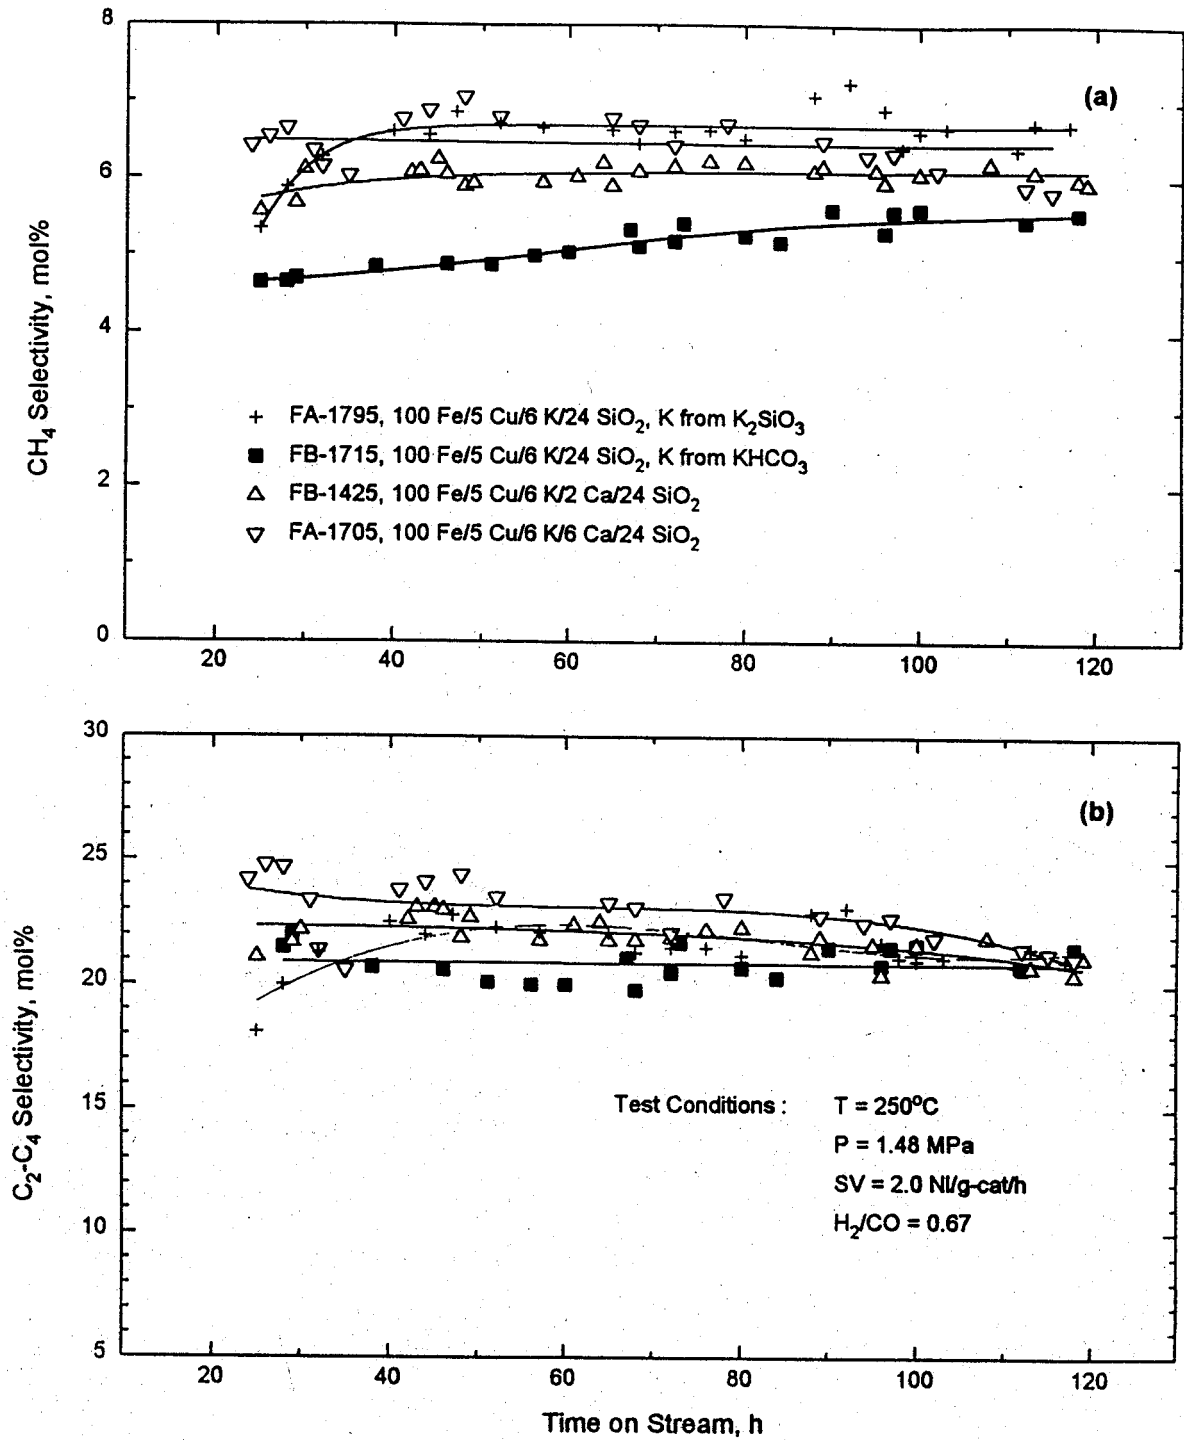 8
6
4
2
0
CH4 Selectivity, mol%
(a)
+ FA-1795, 100 Fe/5 Cu/6 K/24 SiO2, K from K2SiO3
■ FB-1715, 100 Fe/5 Cu/6 K/24 SiO2, K from KHCO3
△ FB-1425, 100 Fe/5 Cu/6 K/2 Ca/24 SiO2
▽ FA-1705, 100 Fe/5 Cu/6 K/6 Ca/24 SiO2
20 40 60 80 100 120
30
25
20
15
10
5
C2-C4 Selectivity, mol%
(b)
Test Conditions : T = 250°C
P = 1.48 MPa
SV = 2.0 Nl/g-cat/h
H2/CO = 0.67
20 40 60 80 100 120
Time on Stream, h